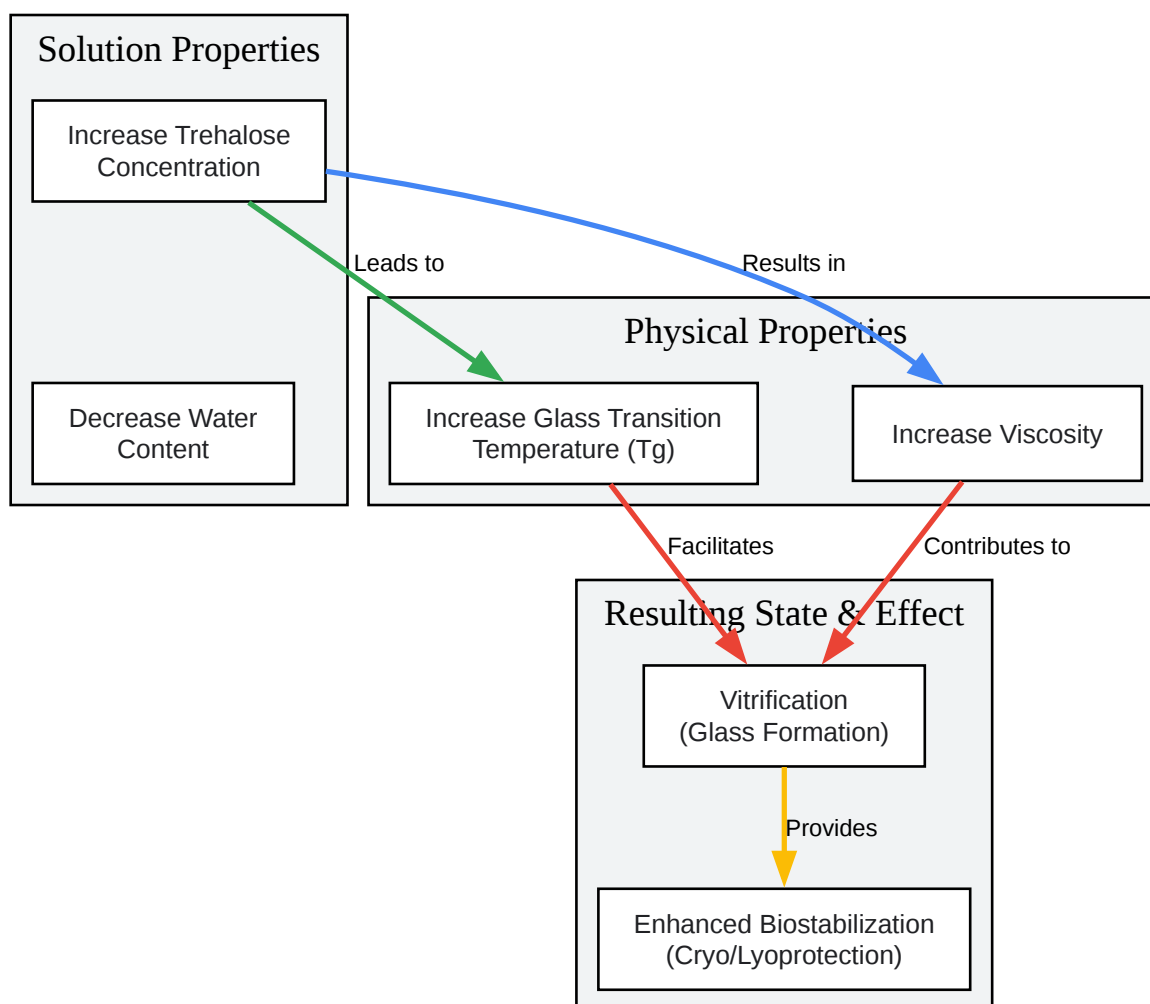 Solution Properties
Increase Trehalose
Concentration
Leads to
Results in
Physical Properties
Decrease Water
Content
Increase Glass Transition
Temperature (Tg)
Increase Viscosity
Facilitates
Contributes to
Resulting State & Effect
Vitrification
(Glass Formation)
Provides
Enhanced Biostabilization
(Cryo/Lyoprotection)